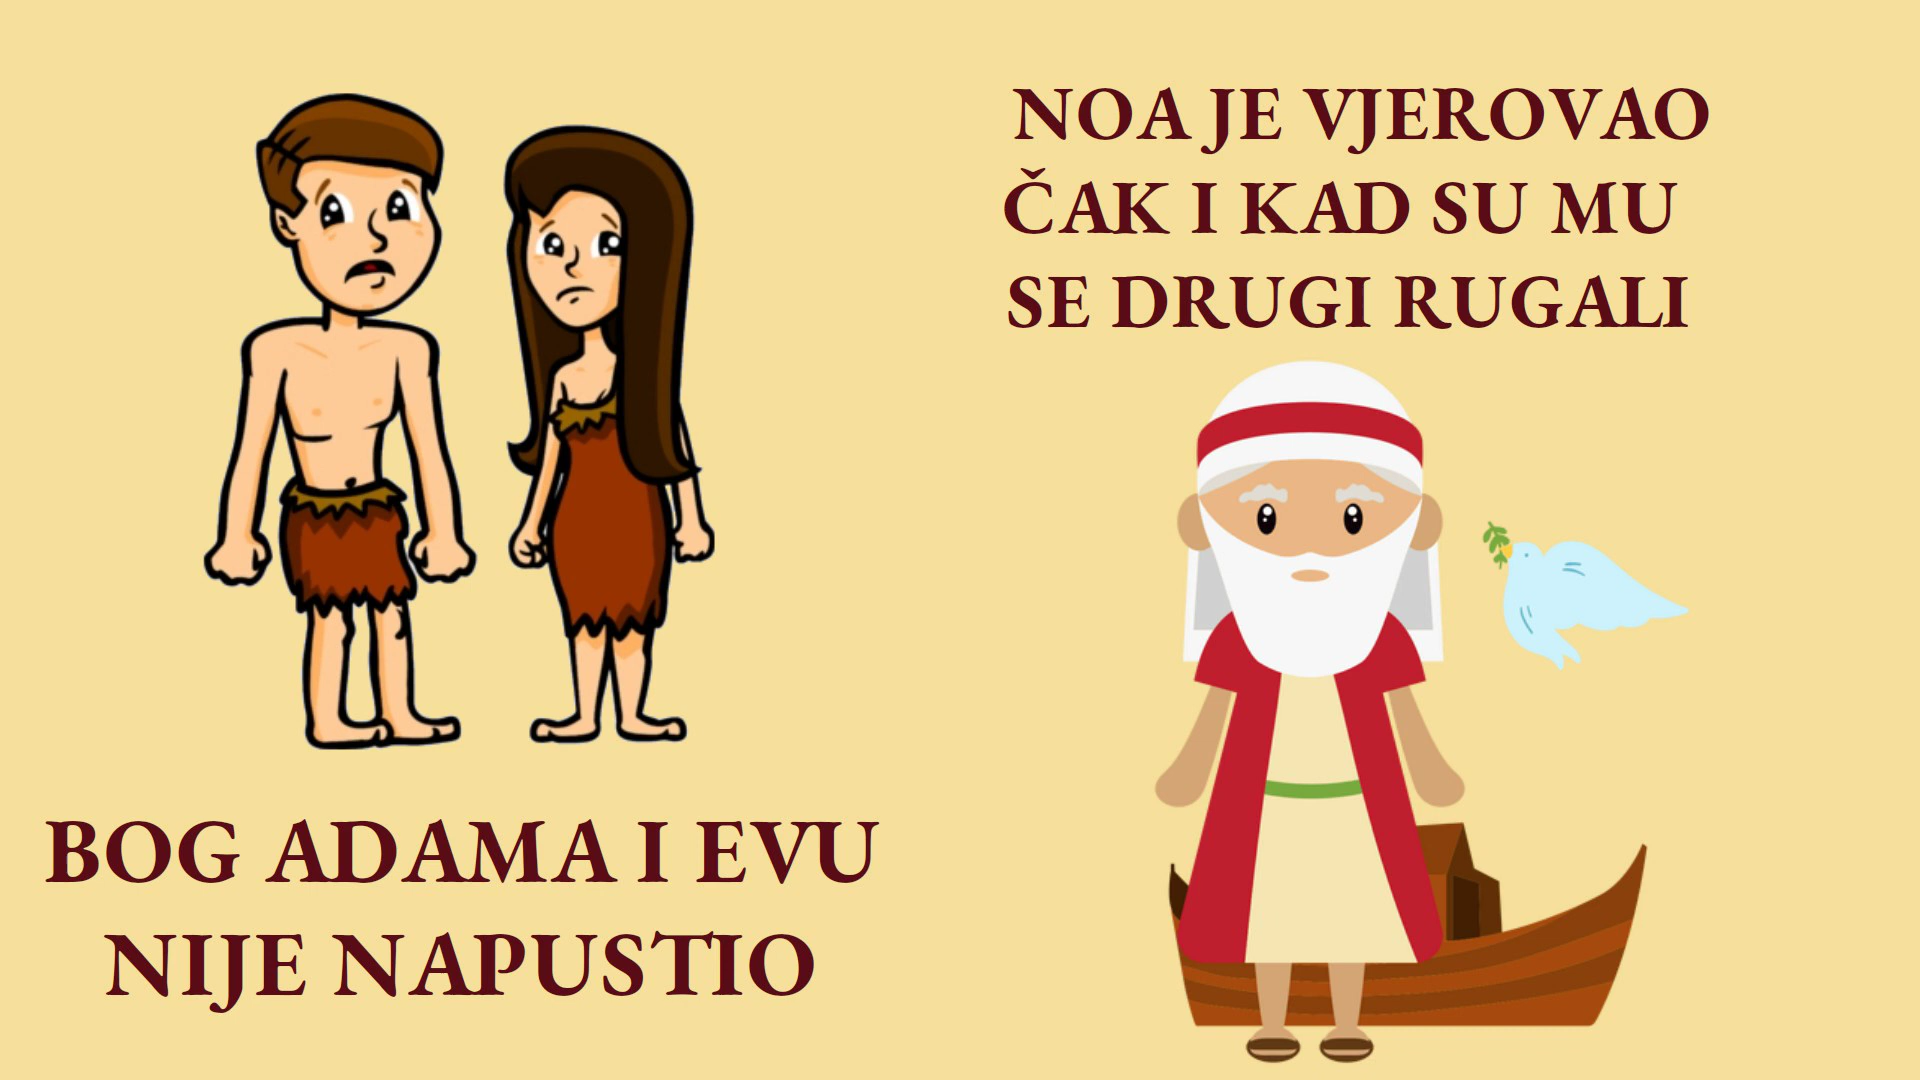 BOG ADAMA I EVU
NIJE NAPUSTIO
NOA JE VJEROVAO
ČAK I KAD SU MU
SE DRUGI RUGALI